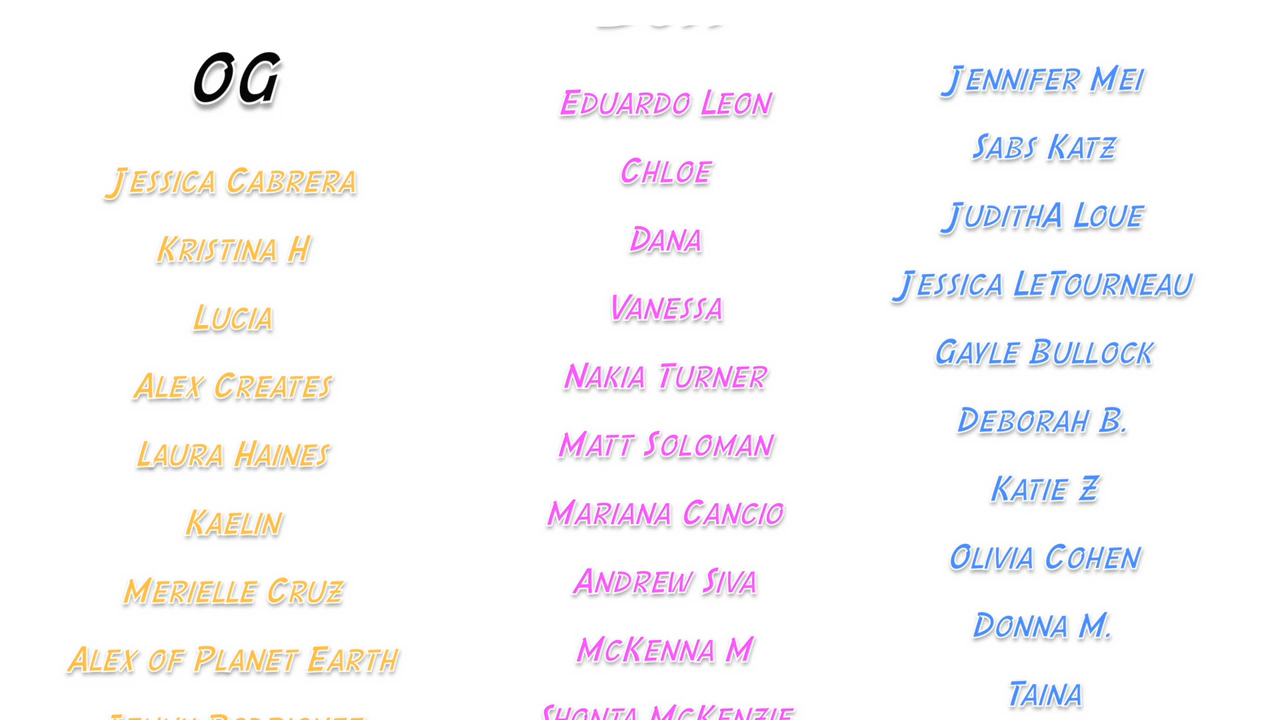 OG
Jessica Cabrera
Kristina H
Lucia
Alex Creates
Laura Haines
Kaelin
Merielle Cruz
Alex of Planet Earth
Eduardo Leon
Chloe
Dana
Vanessa
Nakia Turner
Matt Soloman
Mariana Cancio
Andrew Siva
McKenna M
Shonta McKenzie
Jennifer Mei
Sabs Katz
JudithA Loue
Jessica LeTourneau
Gayle Bullock
Deborah B.
Katie Z
Olivia Cohen
Donna M.
Taina